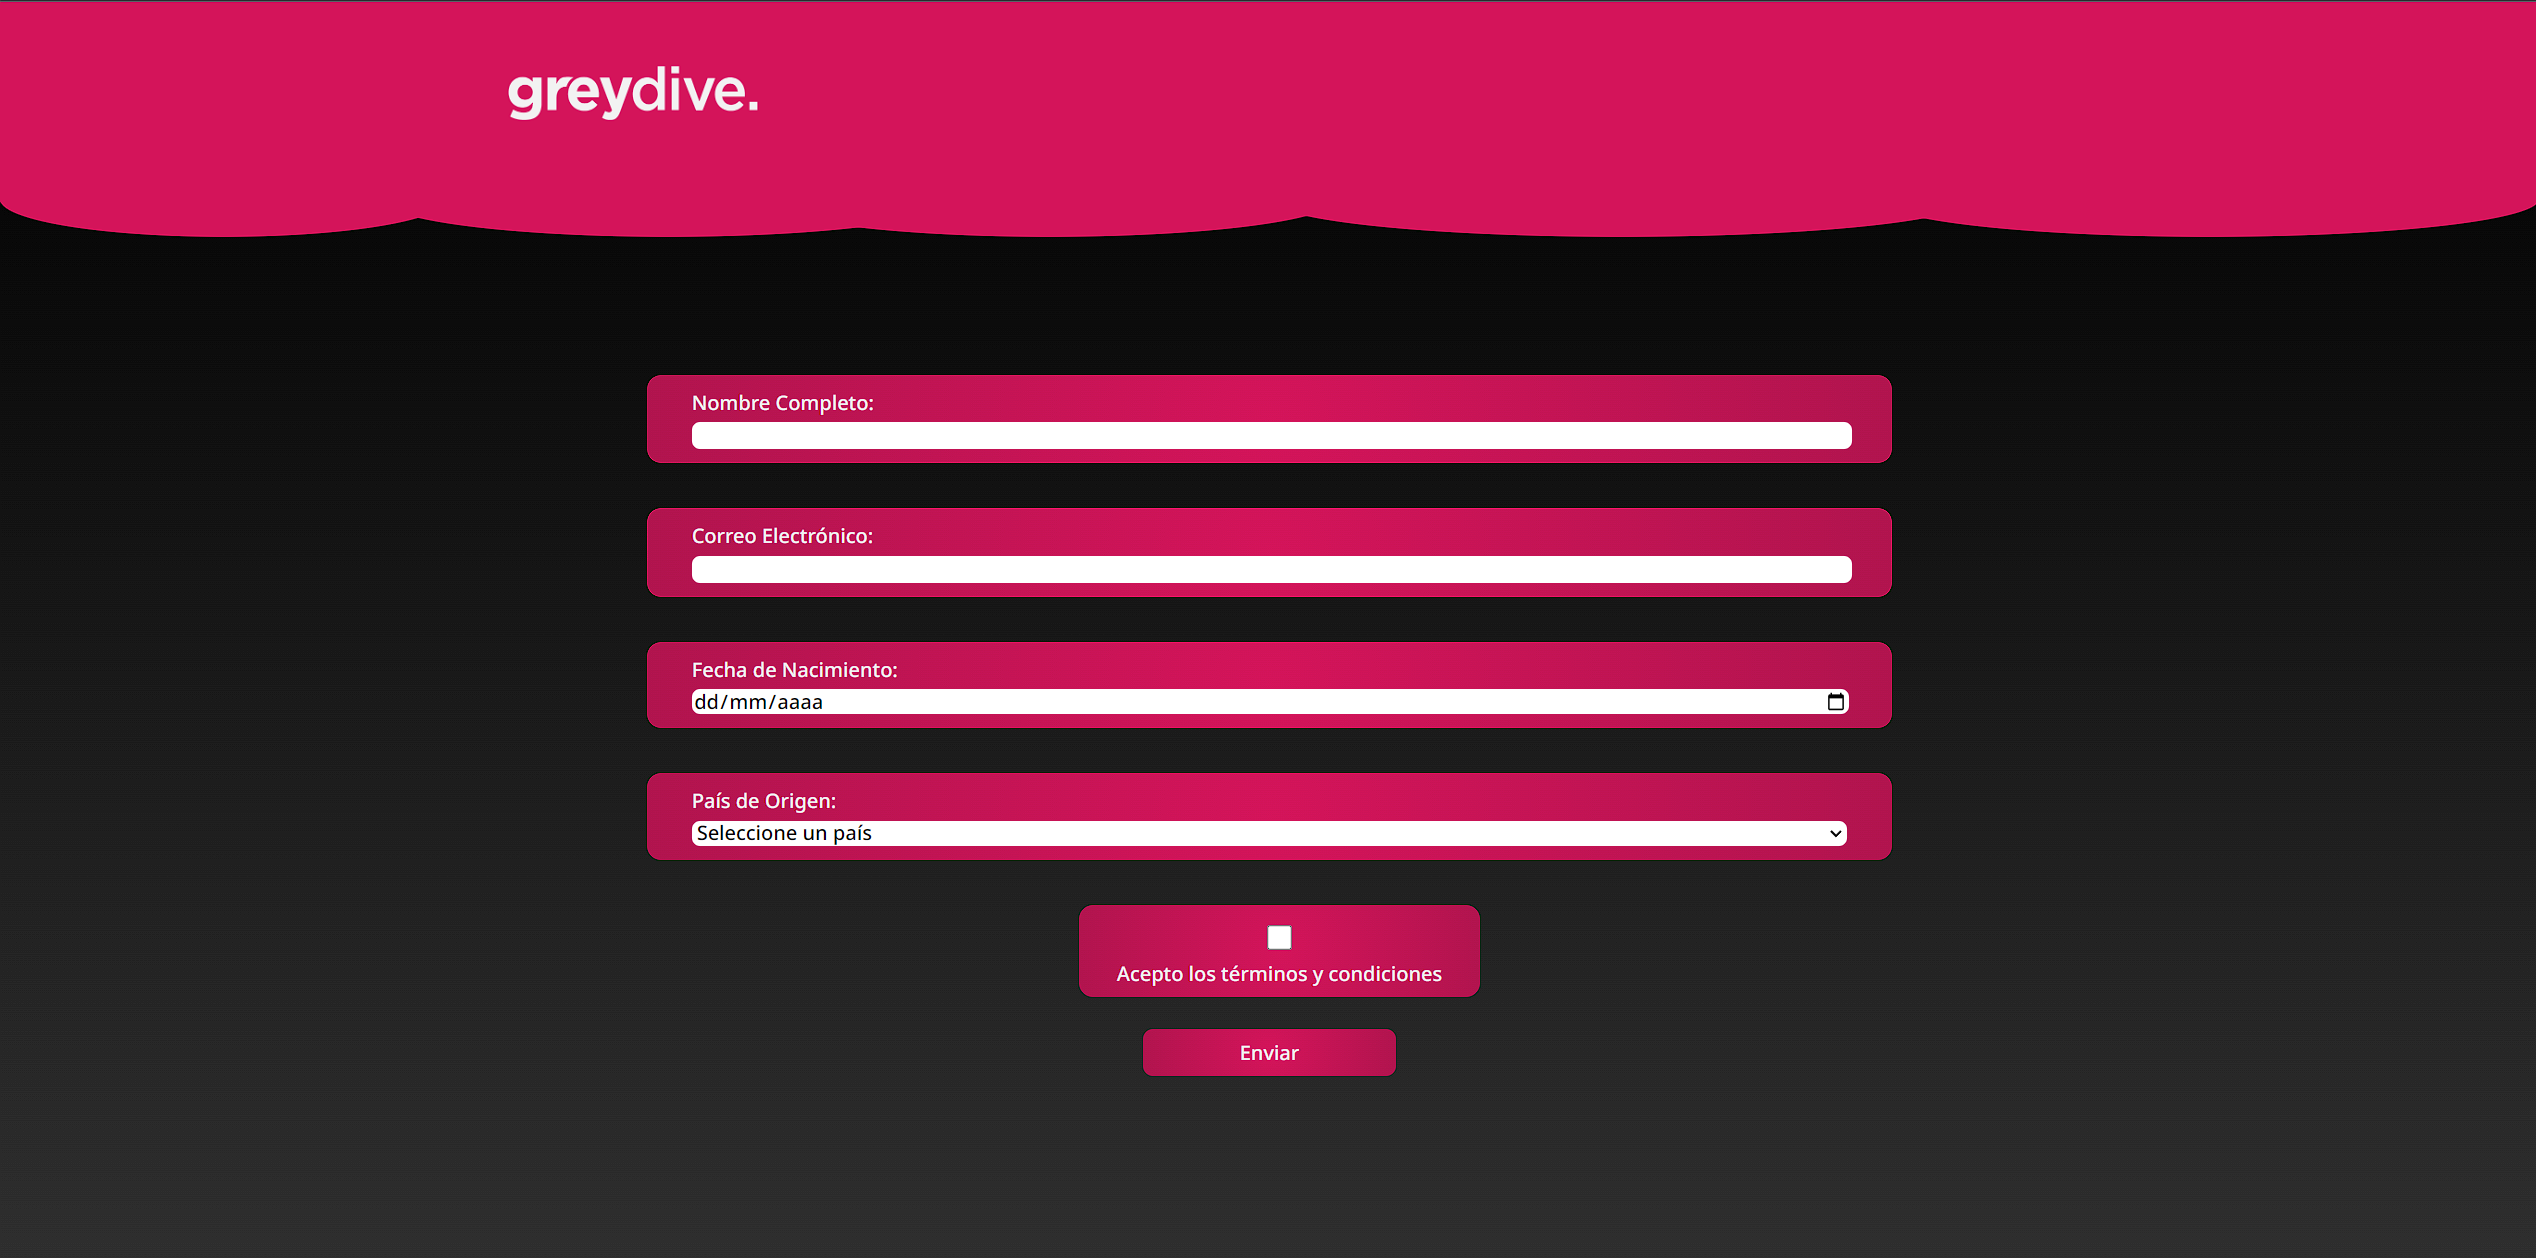 greydive.
Nombre Completo:
Correo Electrónico:
Fecha de Nacimiento:
dd/mm/aaaa
País de Origen:
Seleccione un país
Acepto los términos y condiciones
Enviar